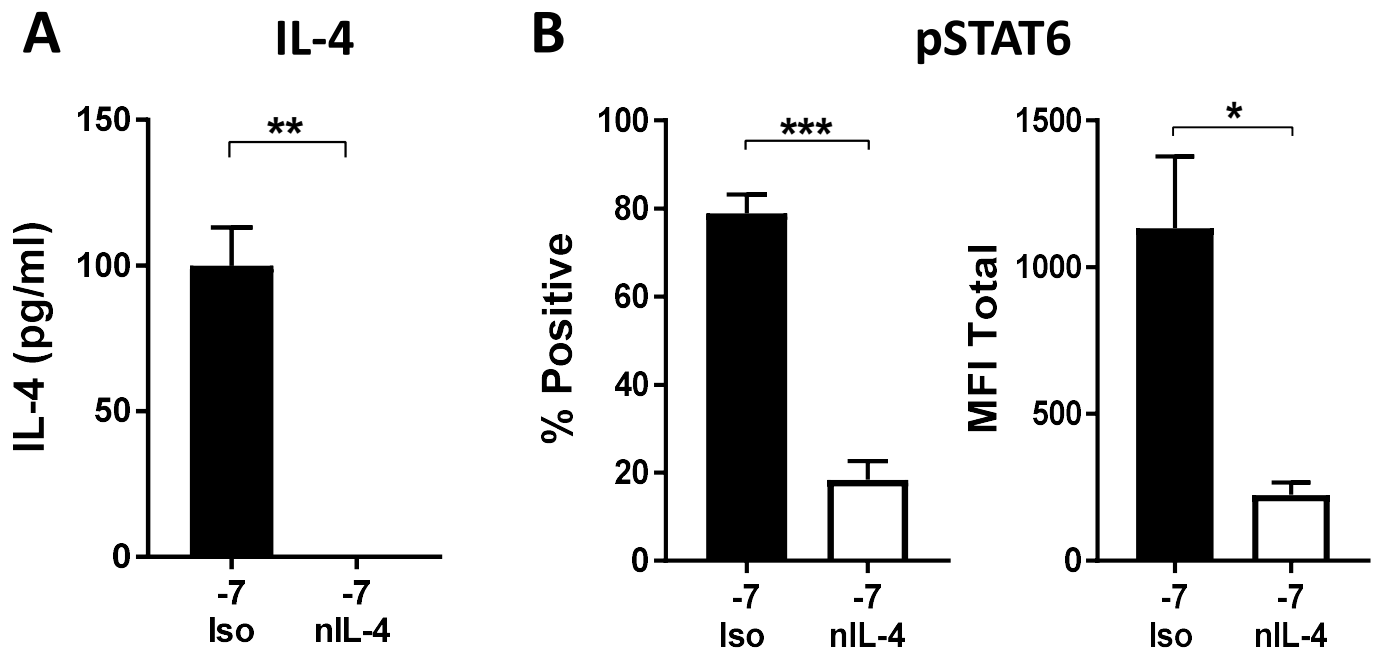 A
IL-4
**
IL-4 (pg/ml)
150
100
50
0
-7
Iso
-7
nIL-4
B
pSTAT6
***
% Positive
100
80
60
40
20
0
-7
Iso
-7
nIL-4
*
MFI Total
1500
1000
500
0
-7
Iso
-7
nIL-4